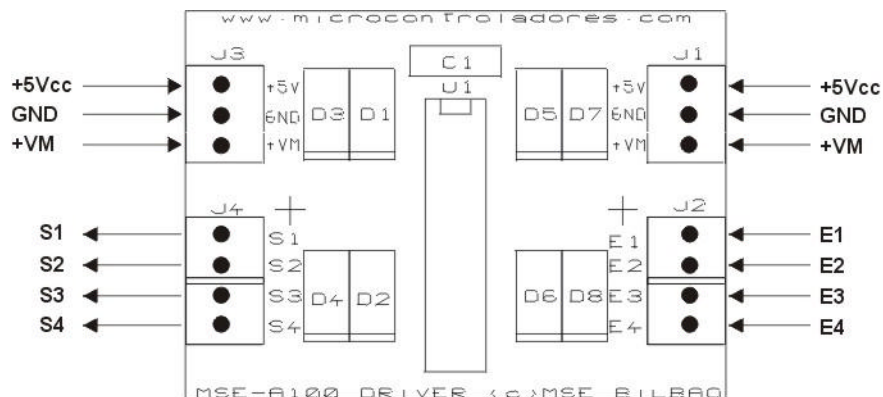 www.microcontroladores.com
J3
C1
J1
+5Vcc
+5V
U1
+5V
+5Vcc
GND
GND
D3
D1
D5
D7
GND
GND
+VM
+VM
+VM
+VM
J4
J2
S1
S1
E1
E1
S2
S2
E2
E2
S3
S3
D4
D2
D6
D8
E3
E3
S4
S4
E4
E4
MSE-A100 DRIVER (c)MSE BILBAO